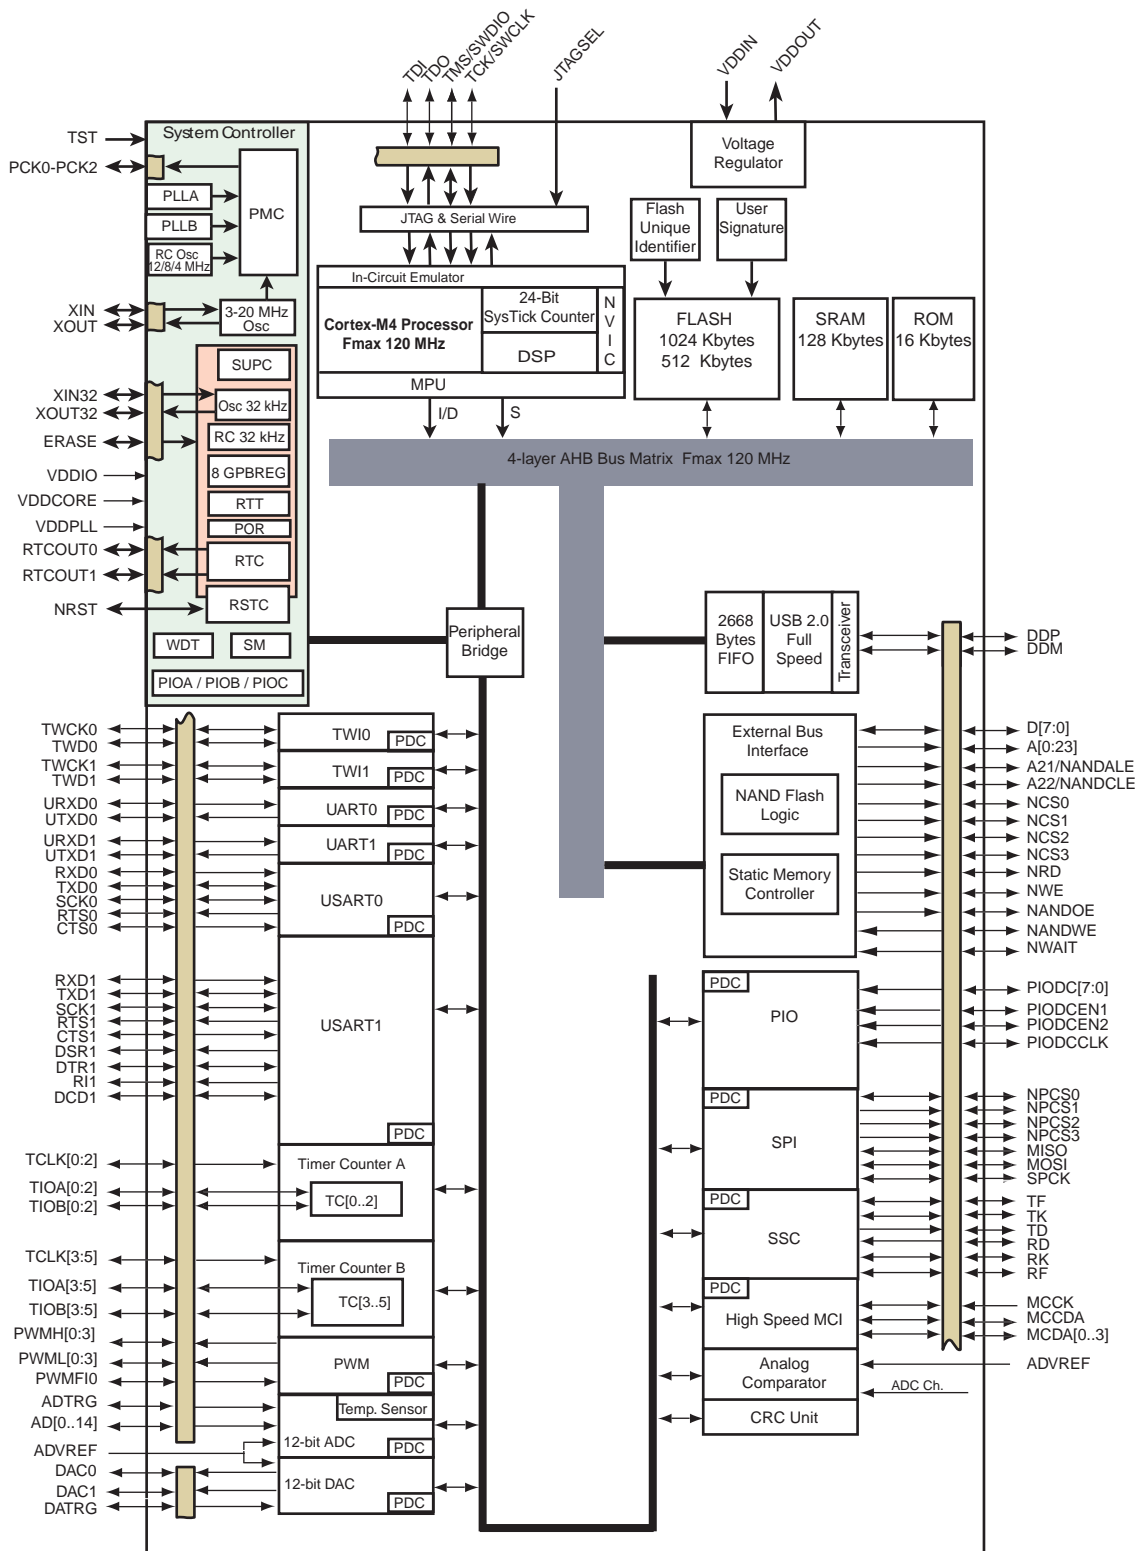 TDI
TDO
TMS/SWDIO
TCK/SWCLK
JTAGSEL
VDDIN
VDDOUT
System Controller
TST
PCK0-PCK2
PLLA
PLLB
RC Osc
12/8/4 MHz
PMC
XIN
XOUT
3-20 MHz
Osc
SUPC
XIN32
XOUT32
ERASE
Osc 32 kHz
RC 32 kHz
8 GPBREG
RTT
POR
RTC
RSTC
VDDIO
VDDCORE
VDDPLL
RTCOUT0
RTCOUT1
NRST
WDT
SM
PIOA / PIOB / PIOC
Voltage
Regulator
JTAG & Serial Wire
Flash
Unique
Identifier
User
Signature
In-Circuit Emulator
Cortex-M4 Processor
Fmax 120 MHz
24-Bit
SysTick Counter
DSP
N
V
I
C
MPU
FLASH
1024 Kbytes
512 Kbytes
SRAM
128 Kbytes
ROM
16 Kbytes
I/D
S
4-layer AHB Bus Matrix Fmax 120 MHz
Peripheral
Bridge
2668
Bytes
FIFO
USB 2.0
Full
Speed
Transceiver
DDP
DDM
TWCK0
TWD0
TWCK1
TWD1
URXD0
UTXD0
URXD1
UTXD1
RXD0
TXD0
SCK0
RTS0
CTS0
RXD1
TXD1
SCK1
RTS1
CTS1
DSR1
DTR1
RI1
DCD1
TCLK[0:2]
TIOA[0:2]
TIOB[0:2]
TCLK[3:5]
TIOA[3:5]
TIOB[3:5]
PWMH[0:3]
PWML[0:3]
PWMFI0
ADTRG
AD[0..14]
ADVREF
DAC0
DAC1
DATRG
TWI0
PDC
TWI1
PDC
UART0
PDC
UART1
PDC
USART0
PDC
USART1
PDC
Timer Counter A
TC[0..2]
Timer Counter B
TC[3..5]
PWM
PDC
Temp. Sensor
12-bit ADC
PDC
12-bit DAC
PDC
External Bus
Interface
NAND Flash
Logic
Static Memory
Controller
PDC
PIO
PDC
SPI
PDC
SSC
PDC
High Speed MCI
Analog
Comparator
CRC Unit
ADC Ch.
D[7:0]
A[0:23]
A21/NANDALE
A22/NANDCLE
NCS0
NCS1
NCS2
NCS3
NRD
NWE
NANDOE
NANDWE
NWAIT
PIODC[7:0]
PIODCEN1
PIODCEN2
PIODCCLK
NPCS0
NPCS1
NPCS2
NPCS3
MISO
MOSI
SPCK
TF
TK
TD
RD
RK
RF
MCCK
MCCDA
MCDA[0..3]
ADVREF